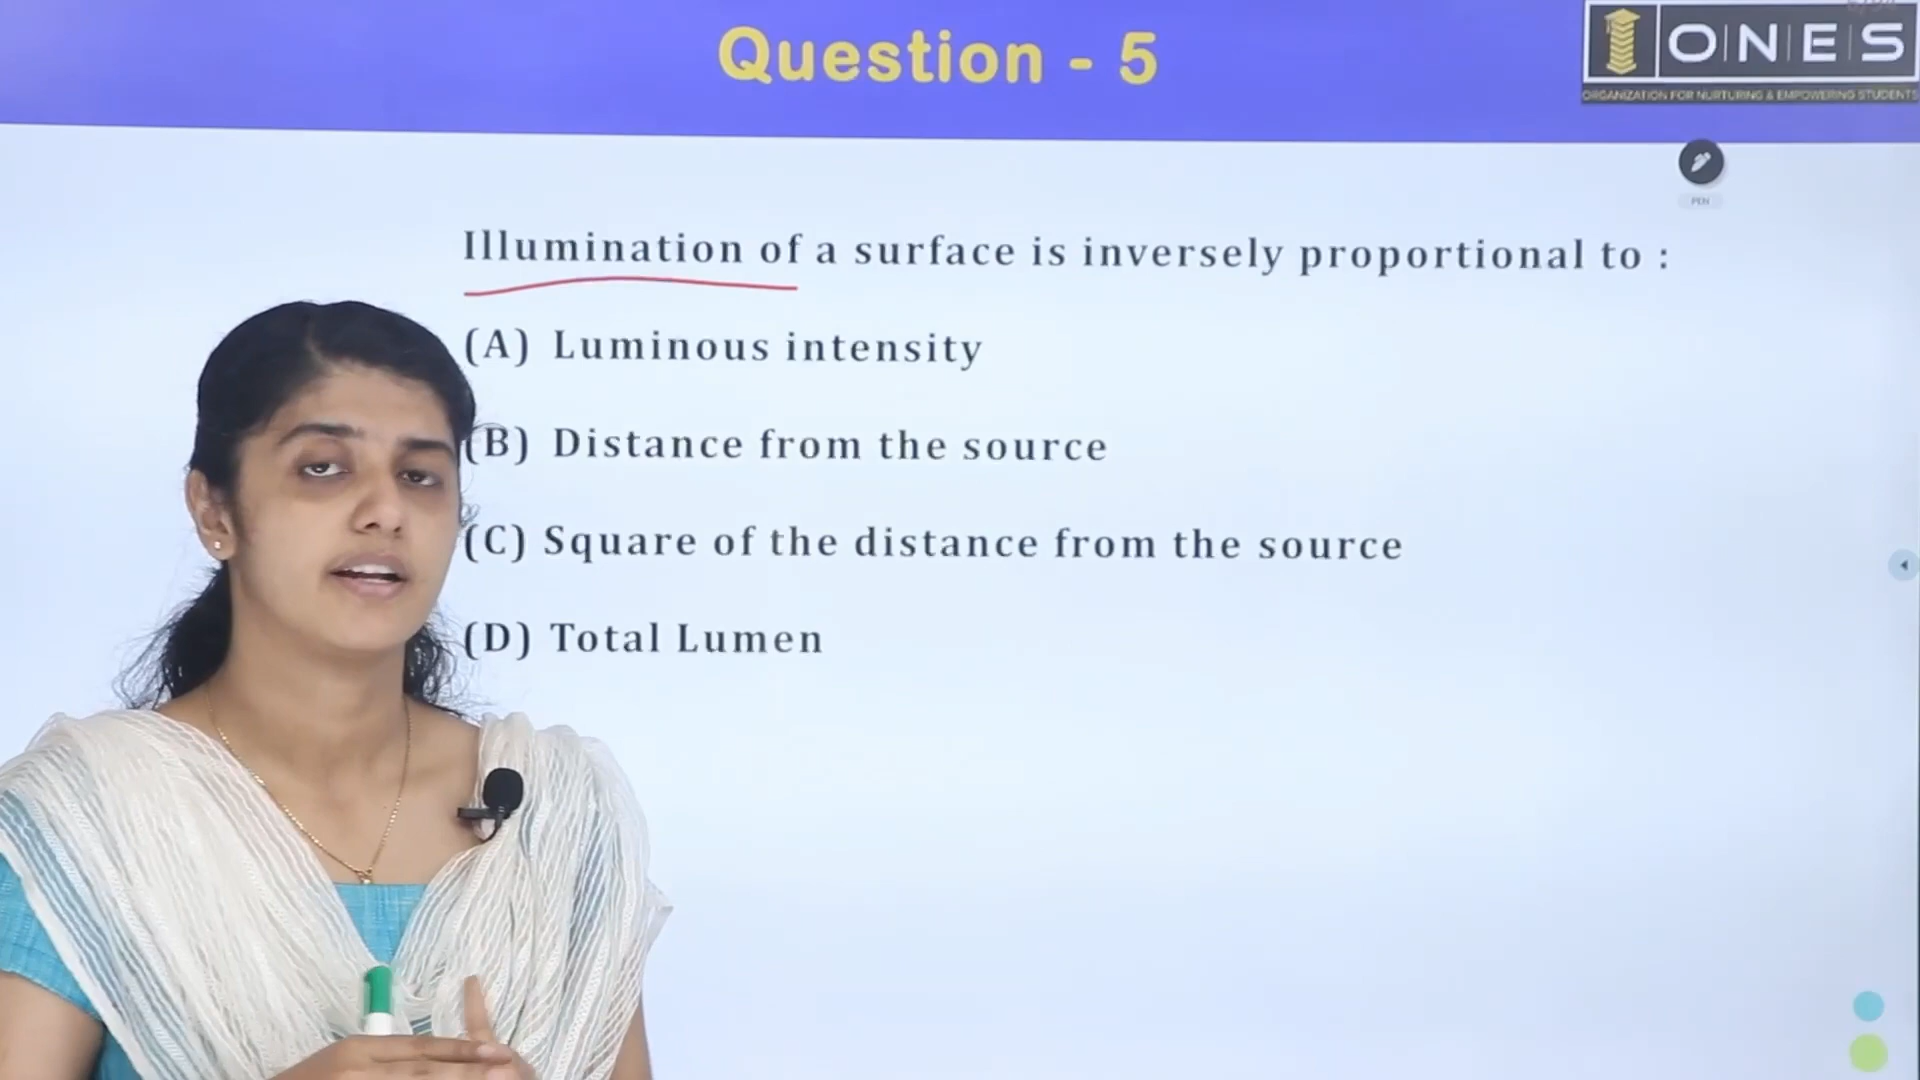 Question - 5
O|N|E|S
ORGANIZATION FOR NURTURING & EMPOWERING STUDENTS
PEN
Illumination of a surface is inversely proportional to :
(A) Luminous intensity
(B) Distance from the source
(C) Square of the distance from the source
(D) Total Lumen